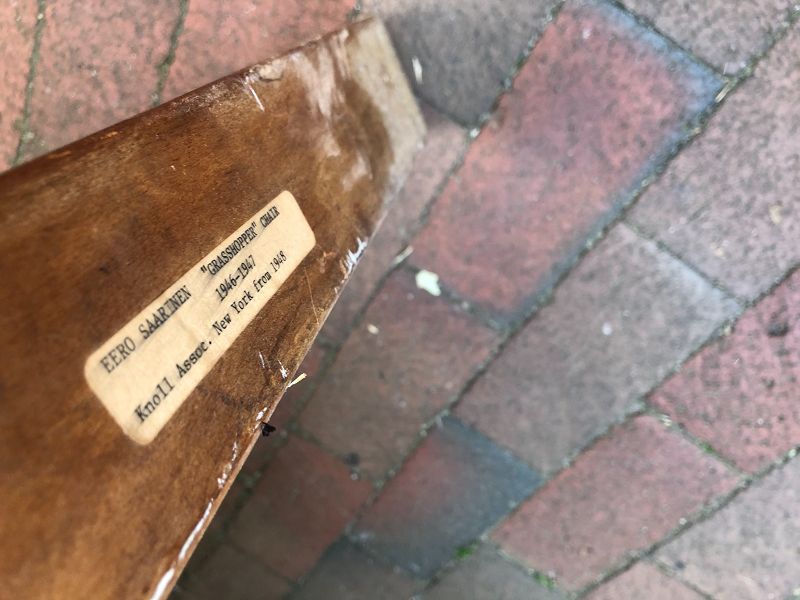 EERO SAARINEN "GRASSHOPPER" CHAIR
1946-1947
Knoll Assoc. New York from 1948